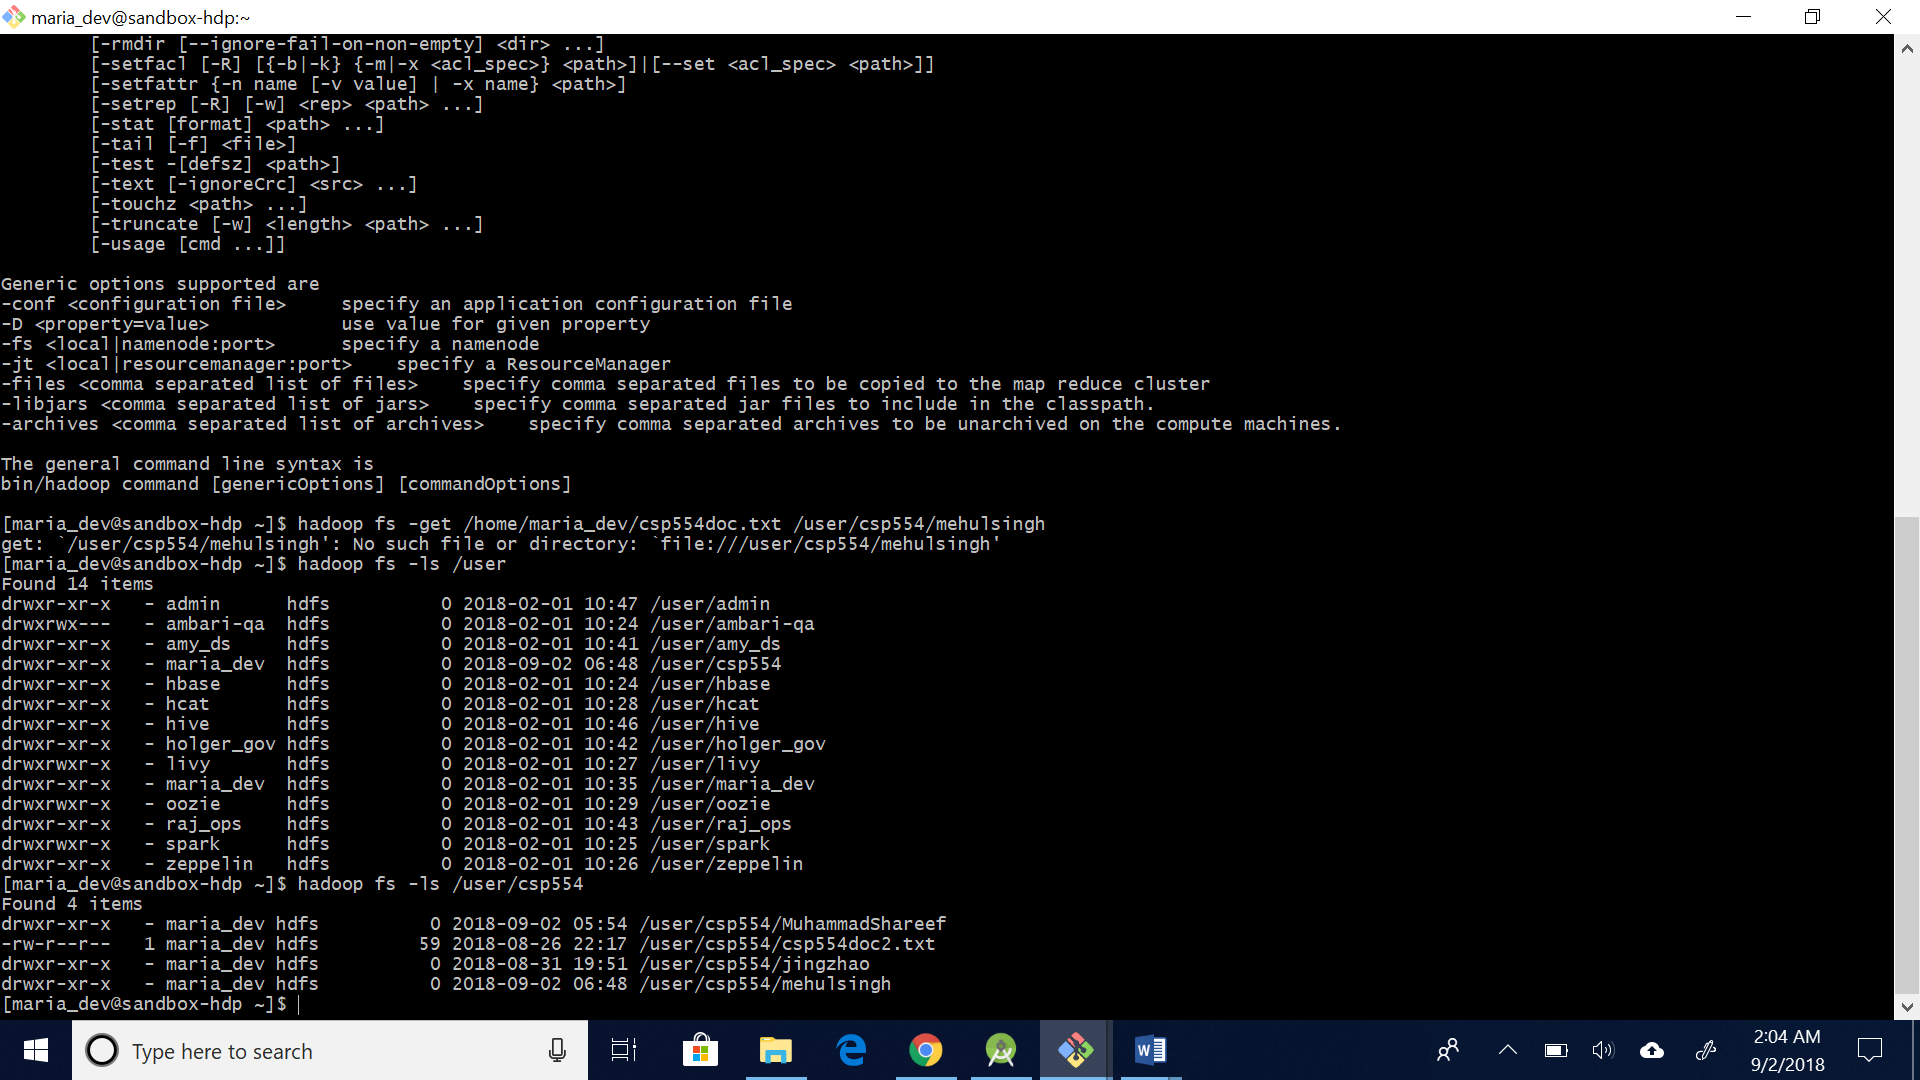 maria_dev@sandbox-hdp:~
[-rmdir [--ignore-fail-on-non-empty] <dir> ...]
[-setfacl [-R] [{-b|-k} {-m|-x <acl_spec>} <path>]|[--set <acl_spec> <path>]]
[-setfattr {-n name [-v value] | -x name} <path>]
[-setrep [-R] [-w] <rep> <path> ...]
[-stat [format] <path> ...]
[-tail [-f] <file>]
[-test -[defsz] <path>]
[-text [-ignoreCrc] <src> ...]
[-touchz <path> ...]
[-truncate [-w] <length> <path> ...]
[-usage [cmd ...]]
Generic options supported are
-conf <configuration file>     specify an application configuration file
-D <property=value>            use value for given property
-fs <local|namenode:port>      specify a namenode
-jt <local|resourcemanager:port>    specify a ResourceManager
-files <comma separated list of files>    specify comma separated files to be copied to the map reduce cluster
-libjars <comma separated list of jars>    specify comma separated jar files to include in the classpath.
-archives <comma separated list of archives>    specify comma separated archives to be unarchived on the compute machines.
The general command line syntax is
bin/hadoop command [genericOptions] [commandOptions]
[maria_dev@sandbox-hdp ~]$ hadoop fs -get /home/maria_dev/csp554doc.txt /user/csp554/mehulsingh
get: `/user/csp554/mehulsingh': No such file or directory: `file:///user/csp554/mehulsingh'
[maria_dev@sandbox-hdp ~]$ hadoop fs -ls /user
Found 14 items
drwxr-xr-x   - admin      hdfs          0 2018-02-01 10:47 /user/admin
drwxrwx---   - ambari-qa  hdfs          0 2018-02-01 10:24 /user/ambari-qa
drwxr-xr-x   - amy_ds     hdfs          0 2018-02-01 10:41 /user/amy_ds
drwxr-xr-x   - maria_dev  hdfs          0 2018-09-02 06:48 /user/csp554
drwxr-xr-x   - hbase      hdfs          0 2018-02-01 10:24 /user/hbase
drwxr-xr-x   - hcat       hdfs          0 2018-02-01 10:28 /user/hcat
drwxr-xr-x   - hive       hdfs          0 2018-02-01 10:46 /user/hive
drwxr-xr-x   - holger_gov hdfs          0 2018-02-01 10:42 /user/holger_gov
drwxrwxr-x   - livy       hdfs          0 2018-02-01 10:27 /user/livy
drwxr-xr-x   - maria_dev  hdfs          0 2018-02-01 10:35 /user/maria_dev
drwxrwxr-x   - oozie      hdfs          0 2018-02-01 10:29 /user/oozie
drwxr-xr-x   - raj_ops    hdfs          0 2018-02-01 10:43 /user/raj_ops
drwxrwxr-x   - spark      hdfs          0 2018-02-01 10:25 /user/spark
drwxr-xr-x   - zeppelin   hdfs          0 2018-02-01 10:26 /user/zeppelin
[maria_dev@sandbox-hdp ~]$ hadoop fs -ls /user/csp554
Found 4 items
drwxr-xr-x   - maria_dev hdfs          0 2018-09-02 05:54 /user/csp554/MuhammadShareef
-rw-r--r--   1 maria_dev hdfs         59 2018-08-26 22:17 /user/csp554/csp554doc2.txt
drwxr-xr-x   - maria_dev hdfs          0 2018-08-31 19:51 /user/csp554/jingzhao
drwxr-xr-x   - maria_dev hdfs          0 2018-09-02 06:48 /user/csp554/mehulsingh
[maria_dev@sandbox-hdp ~]$
Type here to search
2:04 AM
9/2/2018